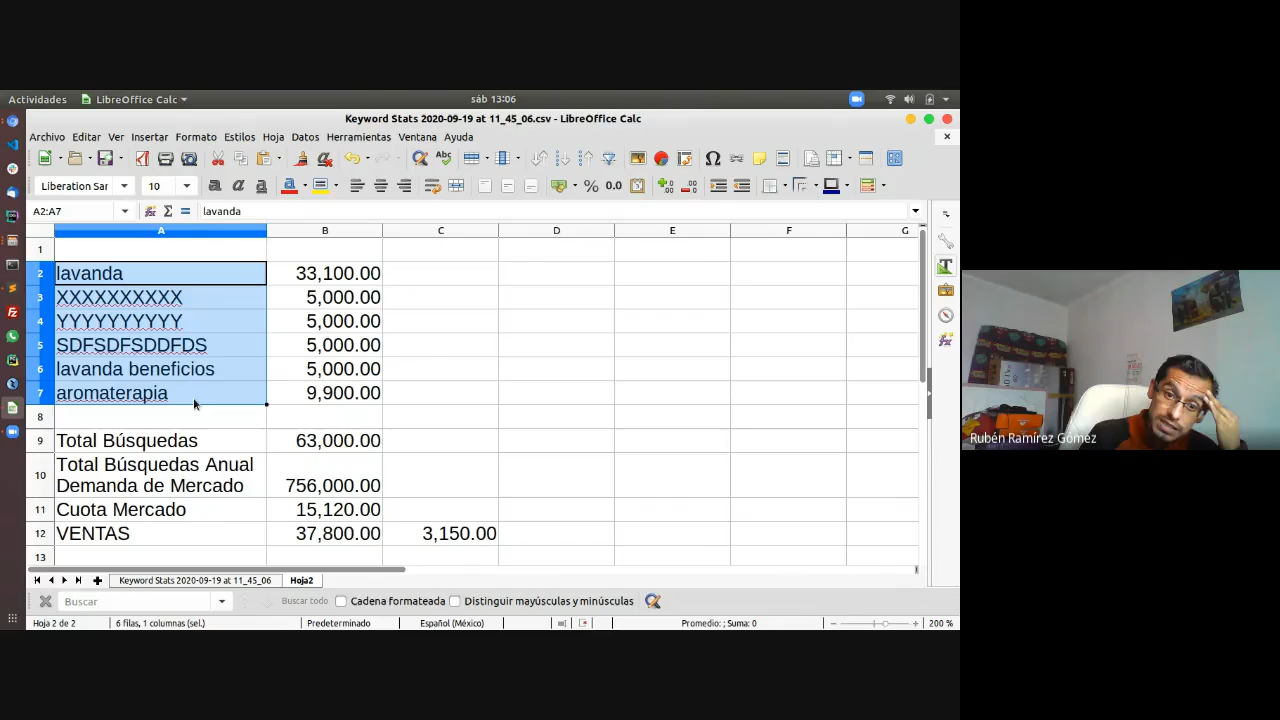 Actividades LibreOffice Calc sáb 13:06
Keyword Stats 2020-09-19 at 11_45_06.csv - LibreOffice Calc
Archivo Editar Ver Insertar Formato Estilos Hoja Datos Herramientas Ventana Ayuda
Liberation Sar 10
A2:A7 lavanda
A B C D E F G
1
2 lavanda 33,100.00
3 XXXXXXXXXX 5,000.00
4 YYYYYYYYYY 5,000.00
5 SDFSDFSDDFDS 5,000.00
6 lavanda beneficios 5,000.00
7 aromaterapia 9,900.00
8
9 Total Búsquedas 63,000.00
Total Búsquedas Anual
10 Demanda de Mercado 756,000.00
11 Cuota Mercado 15,120.00
12 VENTAS 37,800.00 3,150.00
13
Keyword Stats 2020-09-19 at 11_45_06 Hoja2
Buscar Buscar todo Cadena formateada Distinguir mayúsculas y minúsculas
Hoja 2 de 2 6 filas, 1 columnas (sel.) Predeterminado Español (México) Promedio: ; Suma: 0 200 %
Rubén Ramírez Gómez